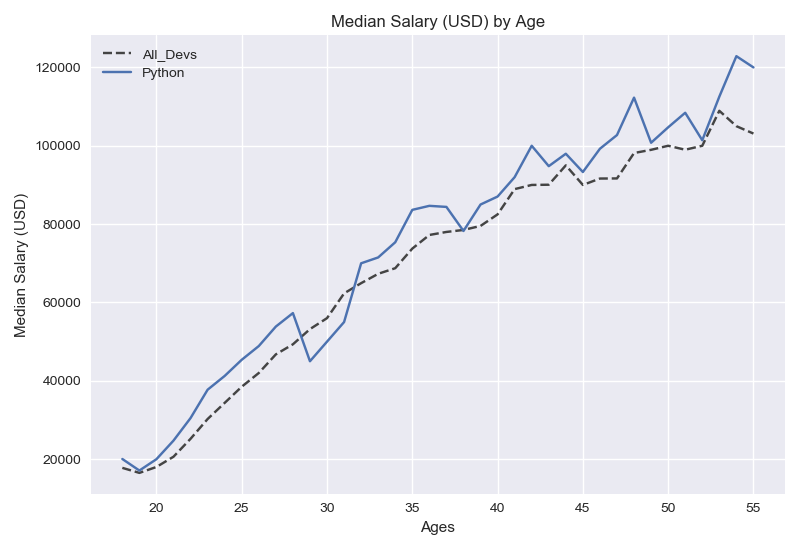 Median Salary (USD) by Age
All_Devs
Python
120000
100000
80000
60000
40000
20000
Median Salary (USD)
20 25 30 35 40 45 50 55
Ages